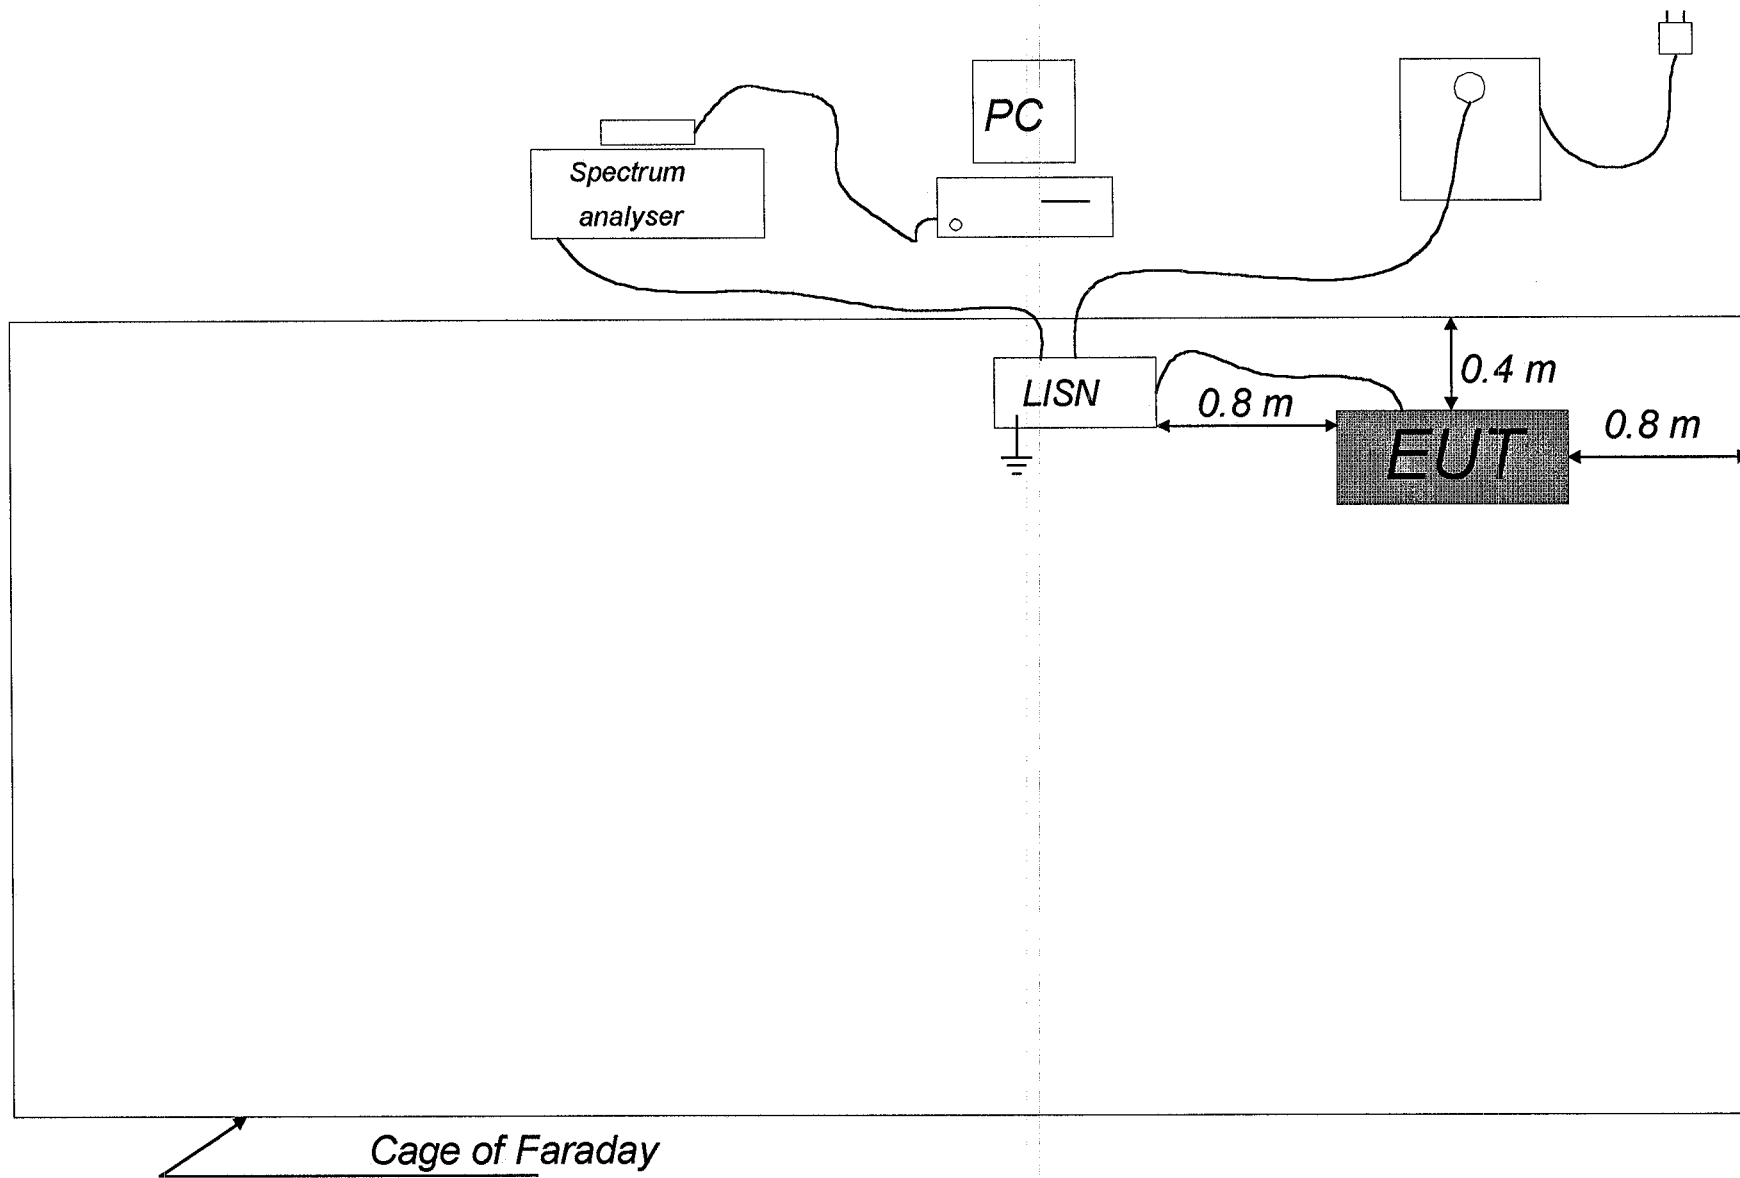 PC
Spectrum
analyser
0.4 m
LISN
0.8 m
0.8 m
EUT
Cage of Faraday